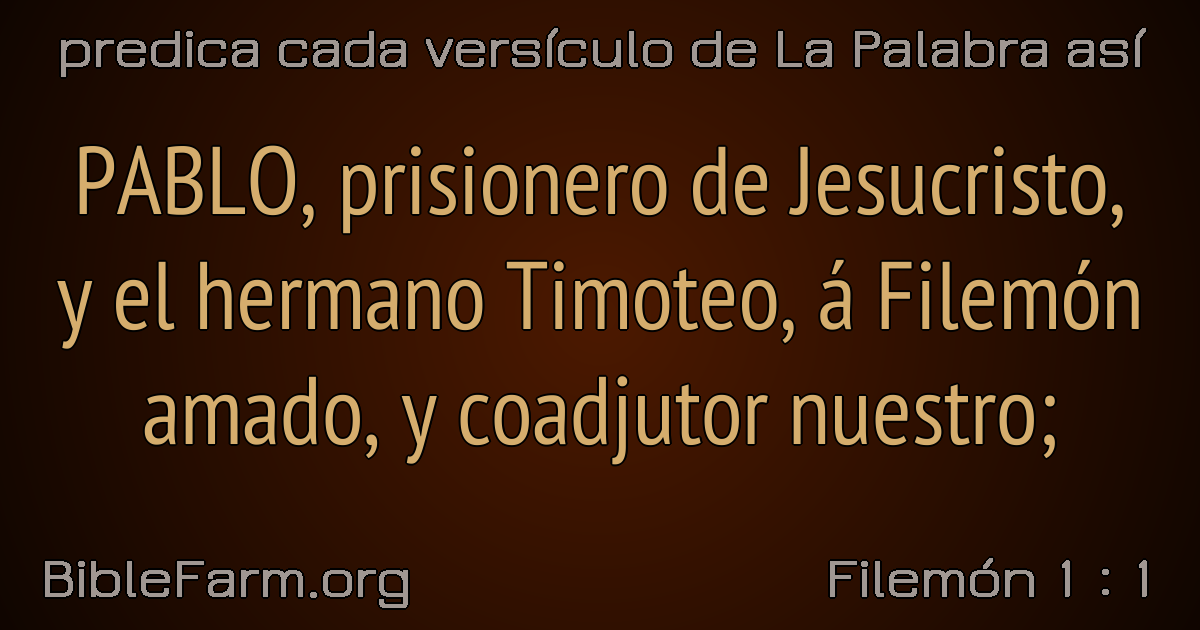 predica cada versículo de La Palabra así
PABLO, prisionero de Jesucristo,
y el hermano Timoteo, á Filemón
amado, y coadjutor nuestro;
BibleFarm.org
Filemón 1 : 1